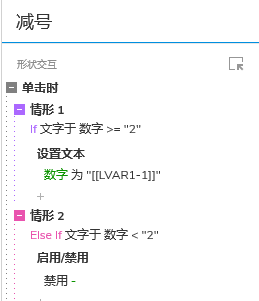 减号
形状交互
单击时
情形 1
If 文字于 数字 >= "2"
设置文本
数字 为 "[[LVAR1-1]]"
+
情形 2
Else If 文字于 数字 < "2"
启用/禁用
禁用 -